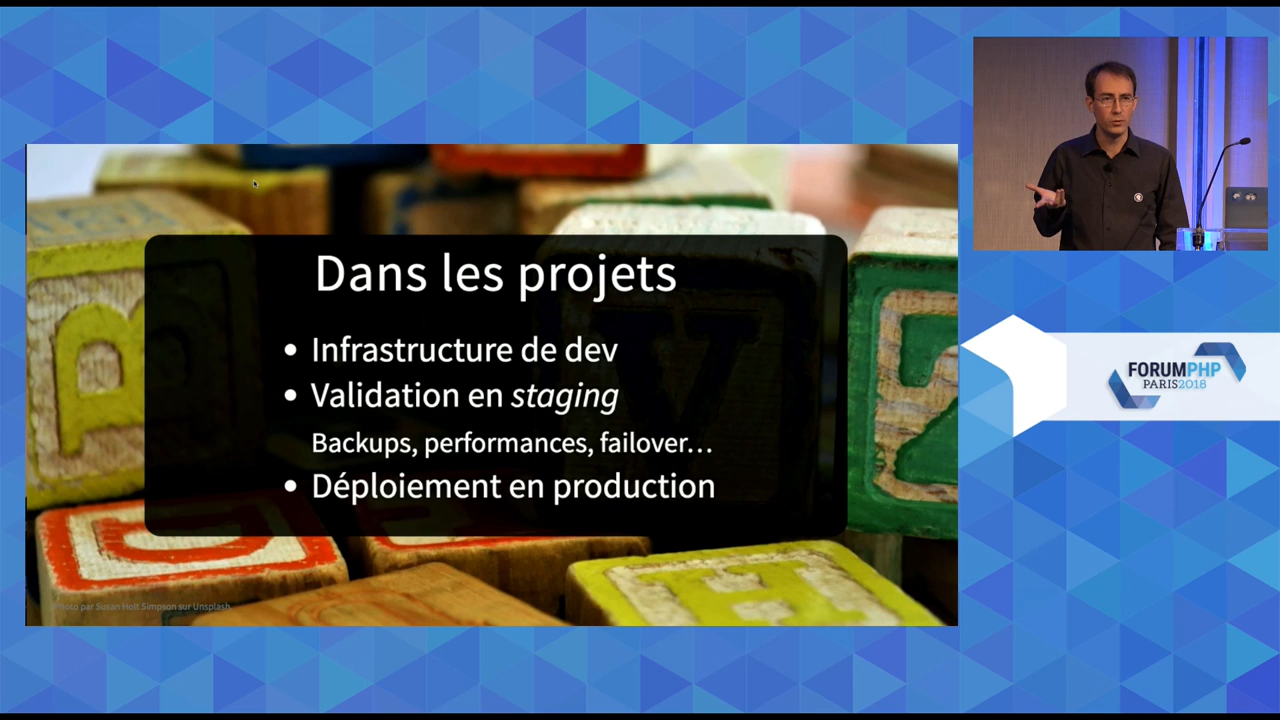 Dans les projets
• Infrastructure de dev
• Validation en staging
Backups, performances, failover…
• Déploiement en production
Photo par Susan Holt Simpson sur Unsplash
FORUMPHP
PARIS2018